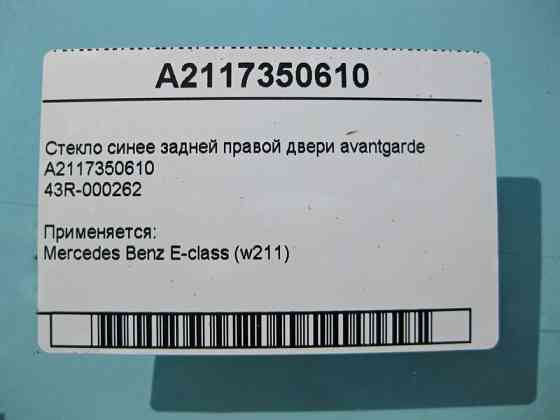 A2117350610
Стекло синее задней правой двери avantgarde
A2117350610
43R-000262
Применяется:
Mercedes Benz E-class (w211)